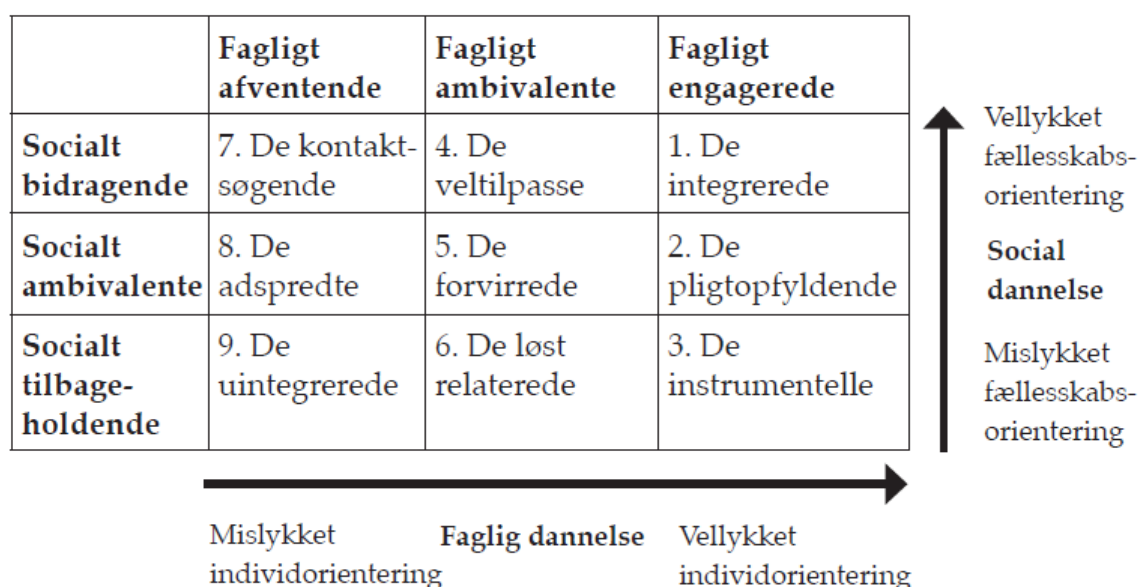 Fagligt
afventende
Fagligt
ambivalente
Fagligt
engagerede
Socialt
bidragende
7. De kontakt-
søgende
4. De
veltilpasse
1. De
integrerede
Socialt
ambivalente
8. De
adspredte
5. De
forvirrede
2. De
pligtopfyldende
Socialt
tilbage-
holdende
9. De
uintegrerede
6. De løst
relaterede
3. De
instrumentelle
Vellykket
fællesskabs-
orientering
Social
dannelse
Mislykket
fællesskabs-
orientering
Mislykket
individorientering
Faglig dannelse
Vellykket
individorientering